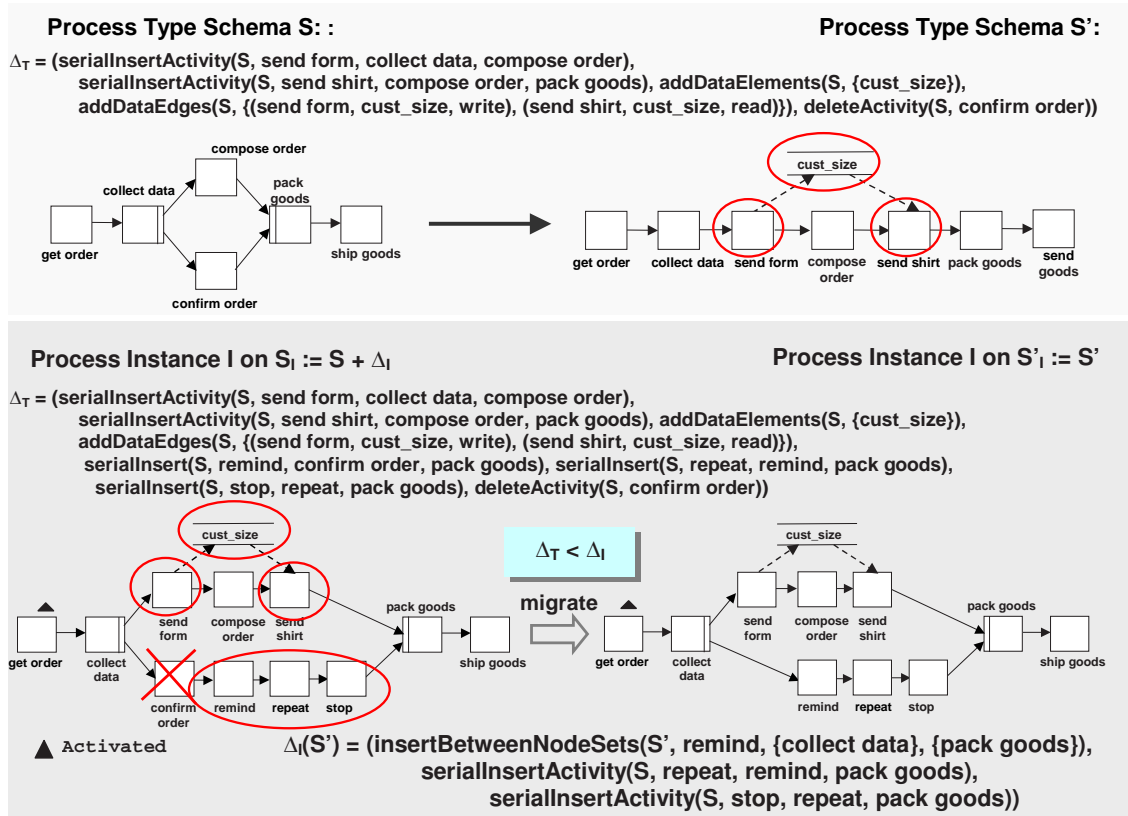 Process Type Schema S: :
Process Type Schema S’:
ΔT = (serialInsertActivity(S, send form, collect data, compose order),
serialInsertActivity(S, send shirt, compose order, pack goods), addDataElements(S, {cust_size}),
addDataEdges(S, {(send form, cust_size, write), (send shirt, cust_size, read)}), deleteActivity(S, confirm order))
compose order
collect data
pack
goods
get order
ship goods
confirm order
cust_size
get order
collect data
send form
compose
order
send shirt
pack goods
send
goods
Process Instance I on SI := S + ΔI
Process Instance I on S’I := S’
ΔT = (serialInsertActivity(S, send form, collect data, compose order),
serialInsertActivity(S, send shirt, compose order, pack goods), addDataElements(S, {cust_size}),
addDataEdges(S, {(send form, cust_size, write), (send shirt, cust_size, read)}),
serialInsert(S, remind, confirm order, pack goods), serialInsert(S, repeat, remind, pack goods),
serialInsert(S, stop, repeat, pack goods), deleteActivity(S, confirm order))
cust_size
send
form
compose
order
send
shirt
pack goods
get order
collect
data
ship goods
confirm
order
remind
repeat
stop
ΔT < ΔI
migrate
cust_size
send
form
compose
order
send
shirt
pack goods
get order
collect
data
ship goods
remind
repeat
stop
▲ Activated
ΔI(S’) = (insertBetweenNodeSets(S’, remind, {collect data}, {pack goods}),
serialInsertActivity(S, repeat, remind, pack goods),
serialInsertActivity(S, stop, repeat, pack goods))